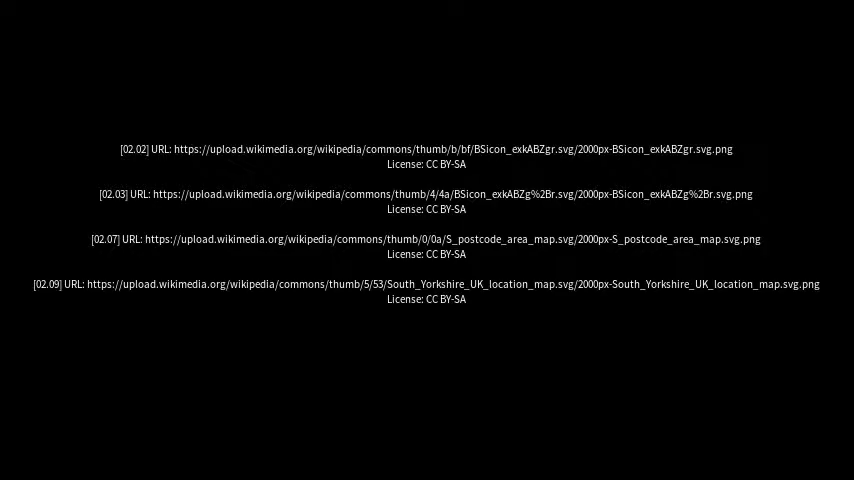 [02.02] URL: https://upload.wikimedia.org/wikipedia/commons/thumb/b/bf/BSicon_exkABZgr.svg/2000px-BSicon_exkABZgr.svg.png
License: CC BY-SA
[02.03] URL: https://upload.wikimedia.org/wikipedia/commons/thumb/4/4a/BSicon_exkABZg%2Br.svg/2000px-BSicon_exkABZg%2Br.svg.png
License: CC BY-SA
[02.07] URL: https://upload.wikimedia.org/wikipedia/commons/thumb/0/0a/S_postcode_area_map.svg/2000px-S_postcode_area_map.svg.png
License: CC BY-SA
[02.09] URL: https://upload.wikimedia.org/wikipedia/commons/thumb/5/53/South_Yorkshire_UK_location_map.svg/2000px-South_Yorkshire_UK_location_map.svg.png
License: CC BY-SA